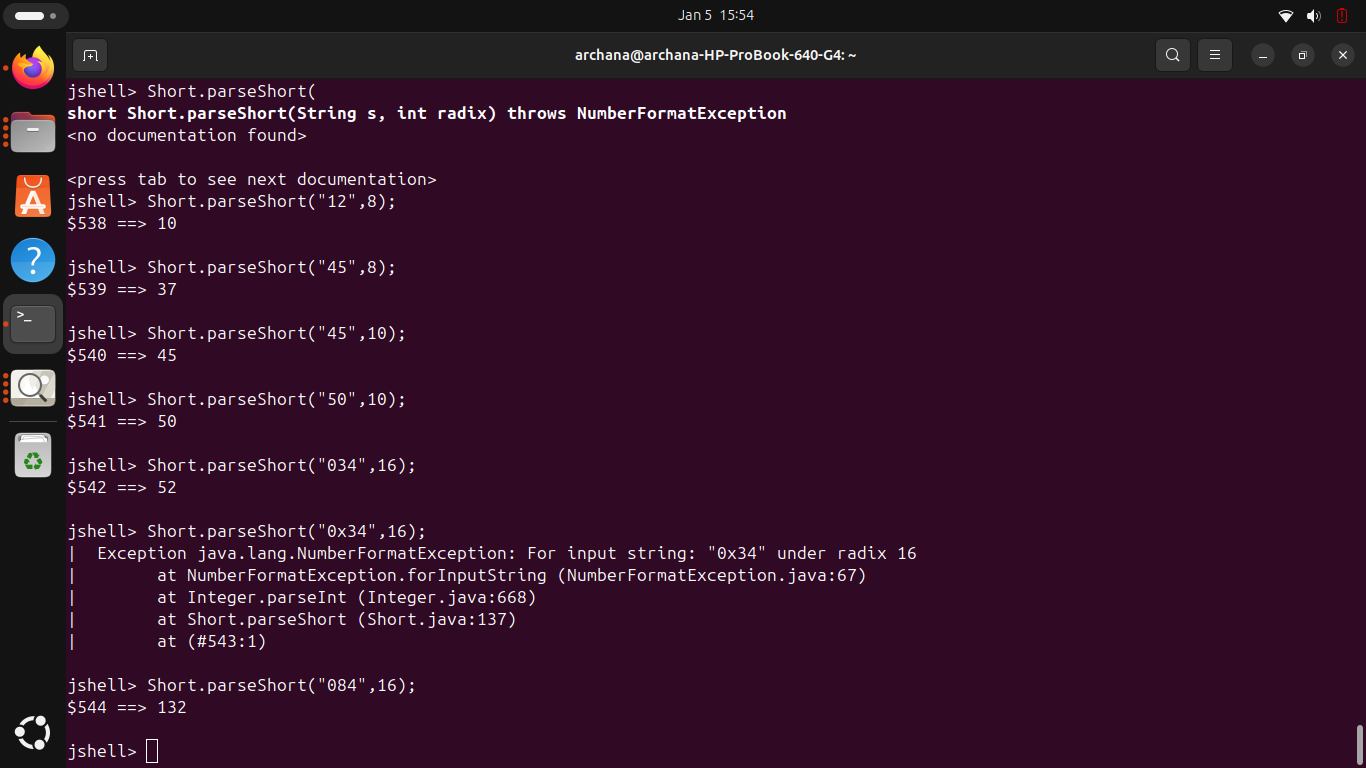 Jan 5 15:54
archana@archana-HP-ProBook-640-G4: ~
jshell> Short.parseShort(
short Short.parseShort(String s, int radix) throws NumberFormatException
<no documentation found>
<press tab to see next documentation>
jshell> Short.parseShort("12",8);
$538 ==> 10
jshell> Short.parseShort("45",8);
$539 ==> 37
jshell> Short.parseShort("45",10);
$540 ==> 45
jshell> Short.parseShort("50",10);
$541 ==> 50
jshell> Short.parseShort("034",16);
$542 ==> 52
jshell> Short.parseShort("0x34",16);
|  Exception java.lang.NumberFormatException: For input string: "0x34" under radix 16
|        at NumberFormatException.forInputString (NumberFormatException.java:67)
|        at Integer.parseInt (Integer.java:668)
|        at Short.parseShort (Short.java:137)
|        at (#543:1)
jshell> Short.parseShort("084",16);
$544 ==> 132
jshell>